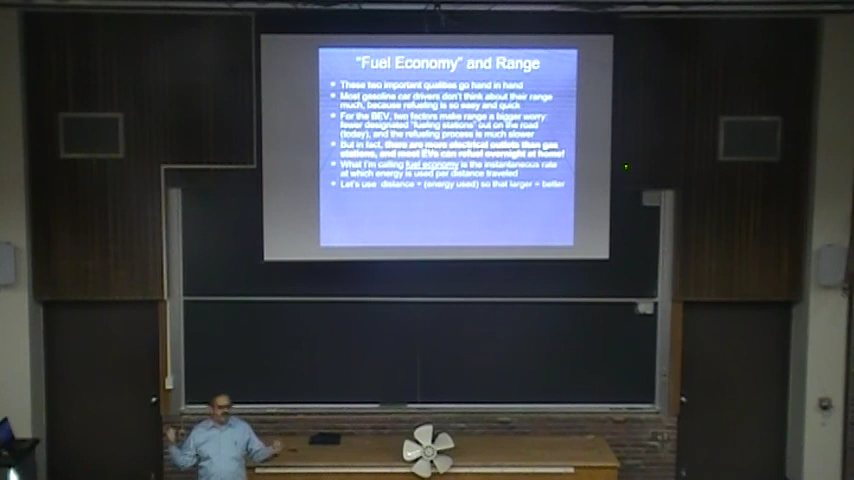 "Fuel Economy" and Range
These two important qualities go hand in hand
Most gasoline car drivers don't think about their range
much, because refueling is so easy and quick
For the BEV, two factors make range a bigger worry:
fewer designated "fueling stations" out on the road
(today), and the refueling process is much slower
But in fact, there are more electrical outlets than gas
stations, and most EVs can refuel overnight at home!
What I'm calling fuel economy is the instantaneous rate
at which energy is used per distance traveled
Let's use distance ÷ (energy used) so that larger = better